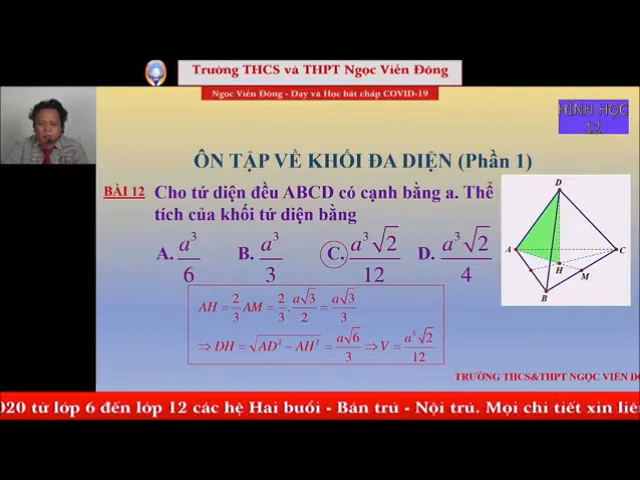 Trường THCS và THPT Ngọc Viễn Đông
Ngọc Viễn Đông - Dạy và Học bất chấp COVID-19
HÌNH HỌC
12
ÔN TẬP VỀ KHỐI ĐA DIỆN (Phần 1)
BÀI 12 Cho tứ diện đều ABCD có cạnh bằng a. Thể
tích của khối tứ diện bằng
A. a³/6 B. a³/3 C. a³√2/12 D. a³√2/4
AH = 2/3 AM = 2/3 . a√3/2 = a√3/3
⇒ DH = √(AD² − AH²) = a√6/3 ⇒ V = a³√2/12
D
A
C
H
M
B
TRƯỜNG THCS&THPT NGỌC VIỄN
020 từ lớp 6 đến lớp 12 các hệ Hai buổi - Bán trú - Nội trú. Mọi chi tiết xin liê